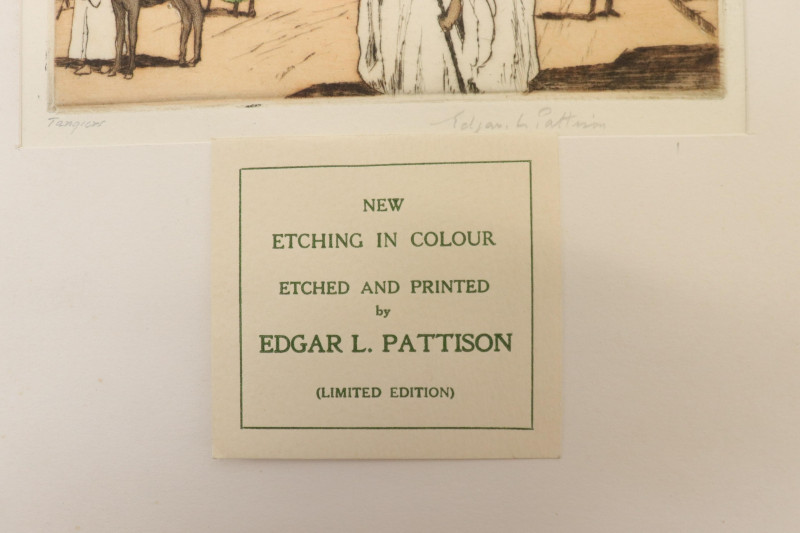 Tangier
Edgar L. Pattison
NEW
ETCHING IN COLOUR
ETCHED AND PRINTED
by
EDGAR L. PATTISON
(LIMITED EDITION)